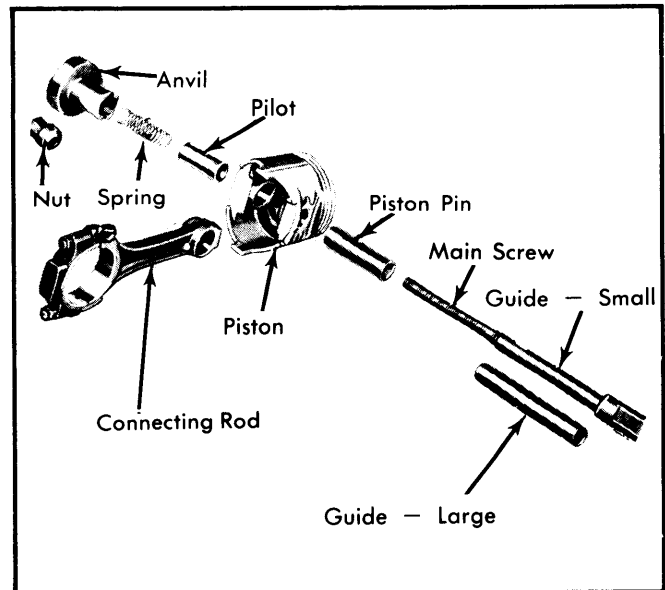 Anvil
Pilot
Nut
Spring
Piston Pin
Main Screw
Guide — Small
Piston
Connecting Rod
Guide — Large